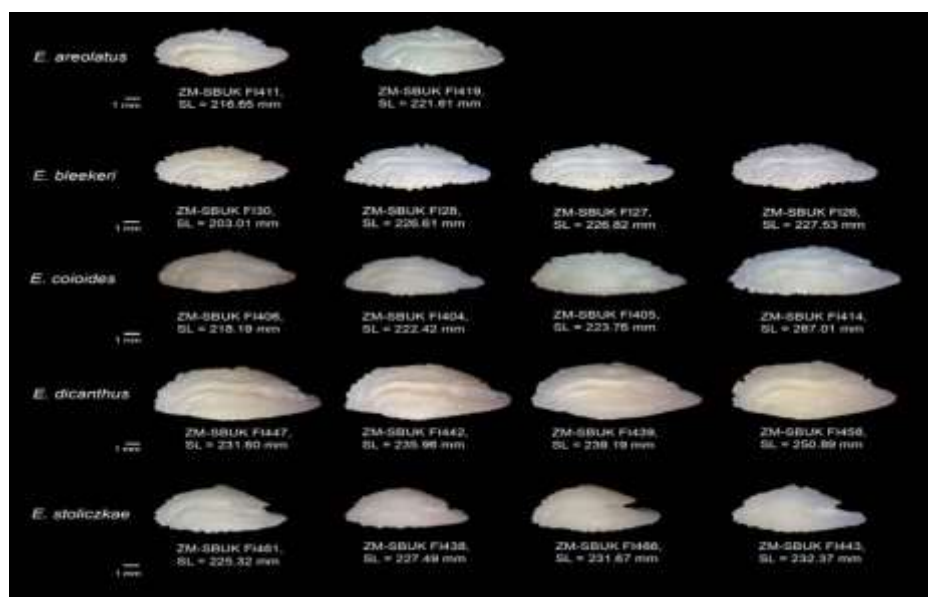 E. areolatus
1 mm
ZM-SBUK FI411,
SL = 216.65 mm
ZM-SBUK FI419,
SL = 221.61 mm
E. bleekeri
1 mm
ZM-SBUK FI30,
SL = 203.01 mm
ZM-SBUK FI28,
SL = 226.61 mm
ZM-SBUK FI27,
SL = 226.82 mm
ZM-SBUK FI26,
SL = 227.53 mm
E. coioides
1 mm
ZM-SBUK FI406,
SL = 218.19 mm
ZM-SBUK FI404,
SL = 222.42 mm
ZM-SBUK FI405,
SL = 223.76 mm
ZM-SBUK FI414,
SL = 287.01 mm
E. dicanthus
1 mm
ZM-SBUK FI447,
SL = 231.60 mm
ZM-SBUK FI442,
SL = 235.96 mm
ZM-SBUK FI439,
SL = 239.19 mm
ZM-SBUK FI458,
SL = 250.89 mm
E. stoliczkae
1 mm
ZM-SBUK FI461,
SL = 225.32 mm
ZM-SBUK FI438,
SL = 227.49 mm
ZM-SBUK FI466,
SL = 231.67 mm
ZM-SBUK FI443,
SL = 232.37 mm